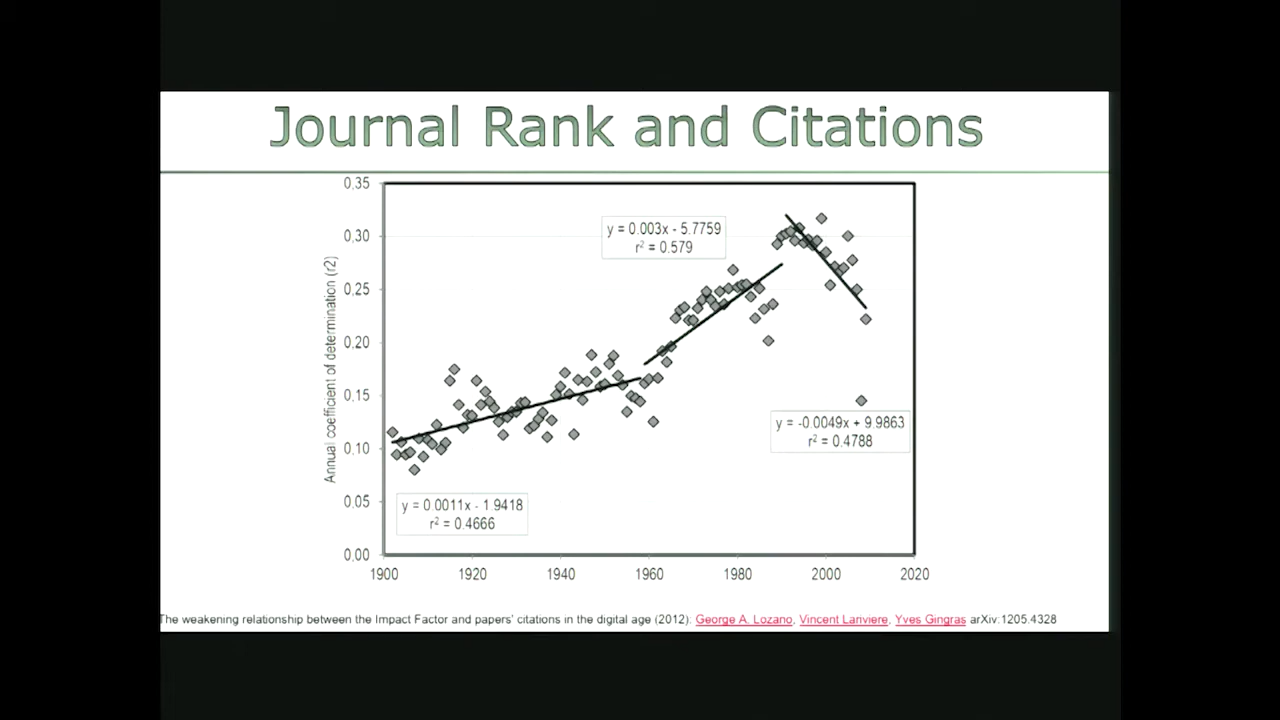 Journal Rank and Citations
0,35
0,30
0,25
0,20
0,15
0,10
0,05
0,00
Annual coefficient of determination (r2)
y = 0.003x - 5.7759
r² = 0.579
y = -0.0049x + 9.9863
r² = 0.4788
y = 0.0011x - 1.9418
r² = 0.4666
1900 1920 1940 1960 1980 2000 2020
The weakening relationship between the Impact Factor and papers' citations in the digital age (2012): George A. Lozano, Vincent Lariviere, Yves Gingras arXiv:1205.4328